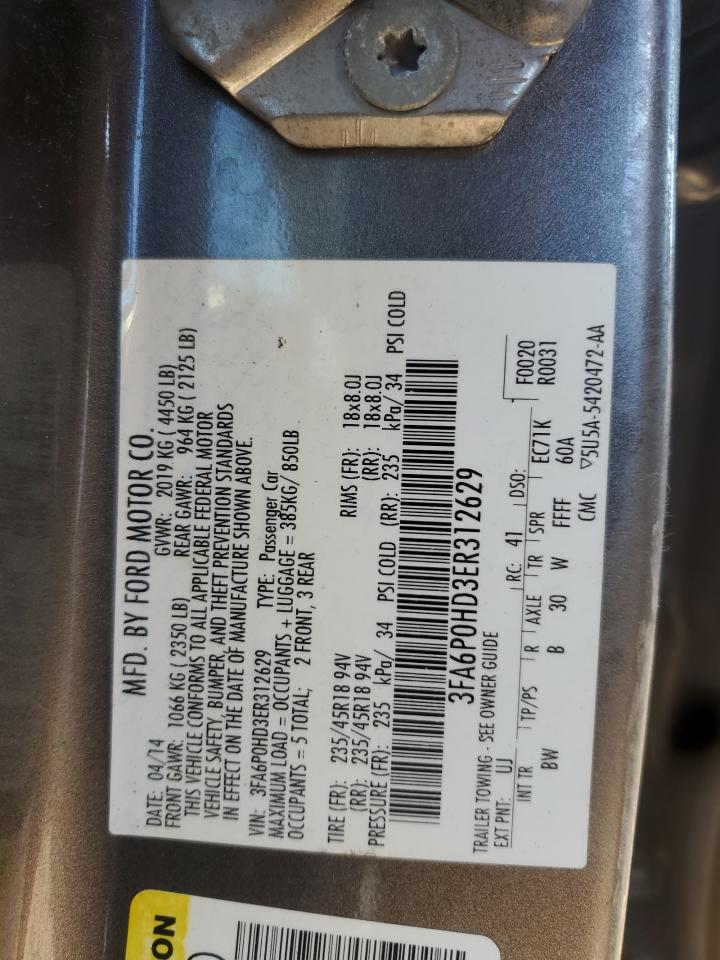 MFD. BY FORD MOTOR CO.
DATE: 04/14 GVWR: 2019 KG ( 4450 LB)
FRONT GAWR: 1066 KG ( 2350 LB) REAR GAWR: 964 KG ( 2125 LB)
THIS VEHICLE CONFORMS TO ALL APPLICABLE FEDERAL MOTOR
VEHICLE SAFETY, BUMPER, AND THEFT PREVENTION STANDARDS
IN EFFECT ON THE DATE OF MANUFACTURE SHOWN ABOVE.
VIN: 3FA6P0HD3ER312629 TYPE: Passenger Car
MAXIMUM LOAD = OCCUPANTS + LUGGAGE = 385KG/ 850LB
OCCUPANTS = 5 TOTAL; 2 FRONT, 3 REAR
TIRE (FR): 235/45R18 94V RIMS (FR): 18x8.0J
(RR): 235/45R18 94V (RR): 18x8.0J
PRESSURE (FR): 235 kPa/ 34 PSI COLD (RR): 235 kPa/ 34 PSI COLD
3FA6P0HD3ER312629
TRAILER TOWING - SEE OWNER GUIDE
EXT PNT: UJ RC: 41 DSO: F0020
R0031
INT TR TP/PS R AXLE TR SPR EC71K
BW B 30 W FFFF 60A
CMC ▽5U5A-5420472-AA
ON